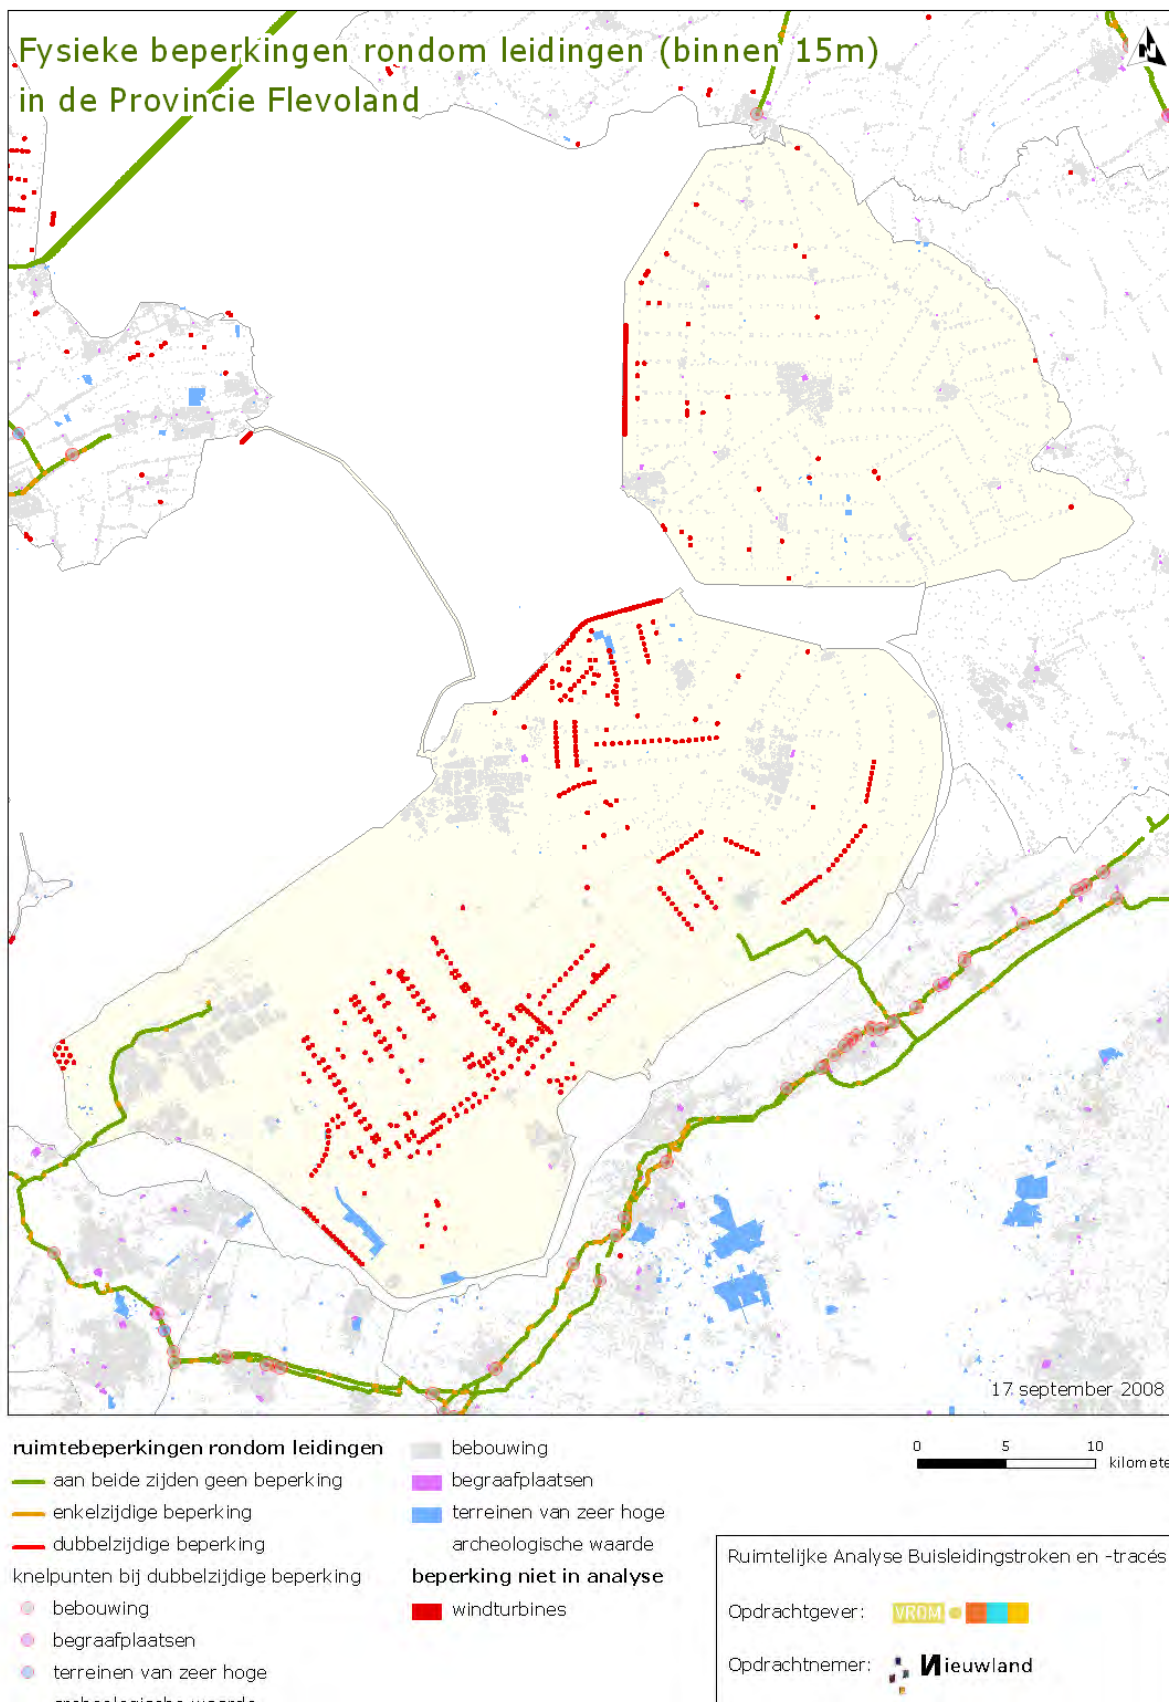 Fysieke beperkingen rondom leidingen (binnen 15m)
in de Provincie Flevoland
N
17 september 2008
ruimtebeperkingen rondom leidingen
aan beide zijden geen beperking
enkelzijdige beperking
dubbelzijdige beperking
knelpunten bij dubbelzijdige beperking
bebouwing
begraafplaatsen
terreinen van zeer hoge
archeologische waarde
bebouwing
begraafplaatsen
terreinen van zeer hoge
archeologische waarde
beperking niet in analyse
windturbines
0 5 10
kilomete
Ruimtelijke Analyse Buisleidingstroken en -tracés
Opdrachtgever: VROM
Opdrachtnemer: Nieuwland